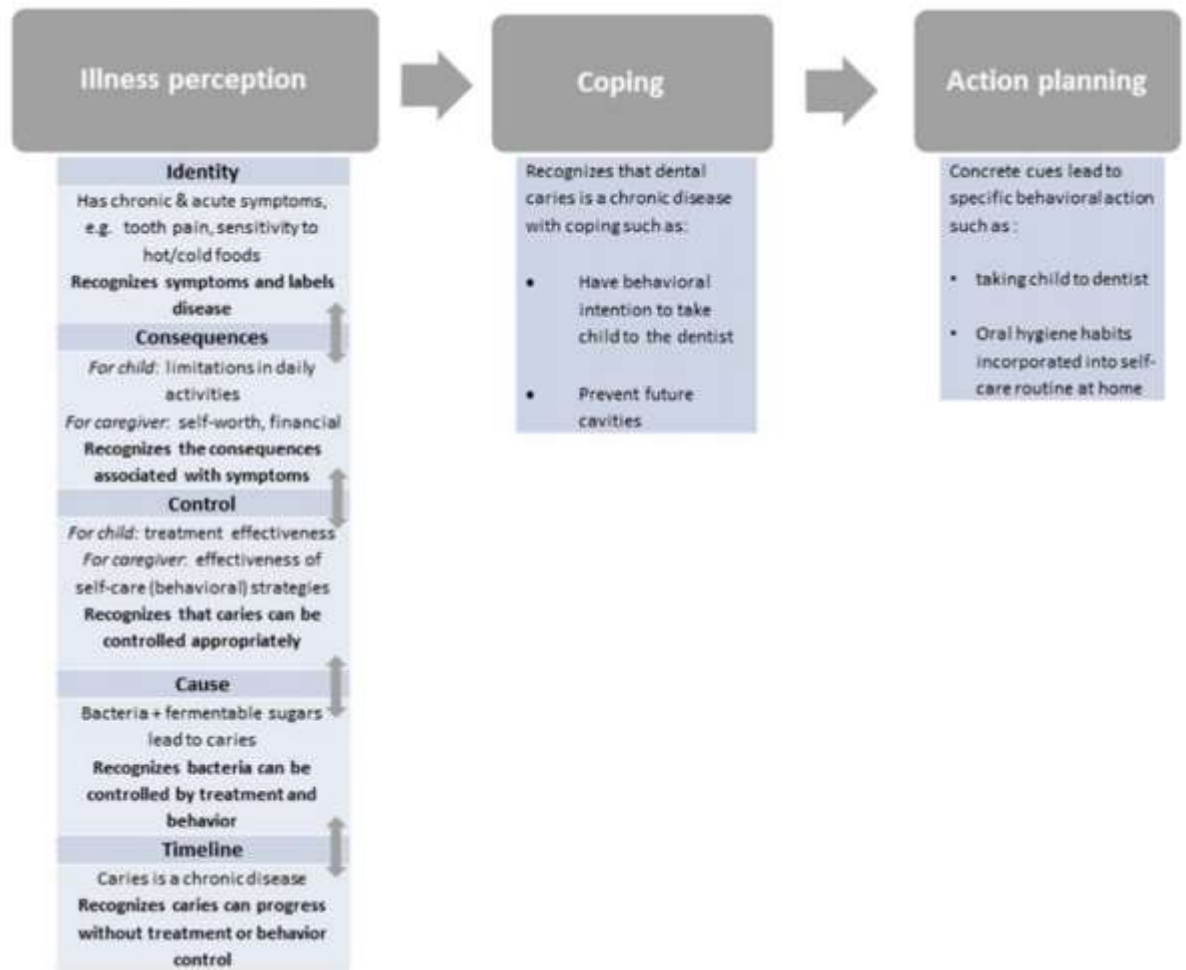 Illness perception
Identity
Has chronic & acute symptoms,
e.g. tooth pain, sensitivity to
hot/cold foods
Recognizes symptoms and labels
disease
Consequences
For child: limitations in daily
activities
For caregiver: self-worth, financial
Recognizes the consequences
associated with symptoms
Control
For child: treatment effectiveness
For caregiver: effectiveness of
self-care (behavioral) strategies
Recognizes that caries can be
controlled appropriately
Cause
Bacteria + fermentable sugars
lead to caries
Recognizes bacteria can be
controlled by treatment and
behavior
Timeline
Caries is a chronic disease
Recognizes caries can progress
without treatment or behavior
control
Coping
Recognizes that dental
caries is a chronic disease
with coping such as:
• Have behavioral
intention to take
child to the dentist
• Prevent future
cavities
Action planning
Concrete cues lead to
specific behavioral action
such as :
• taking child to dentist
• Oral hygiene habits
incorporated into self-
care routine at home